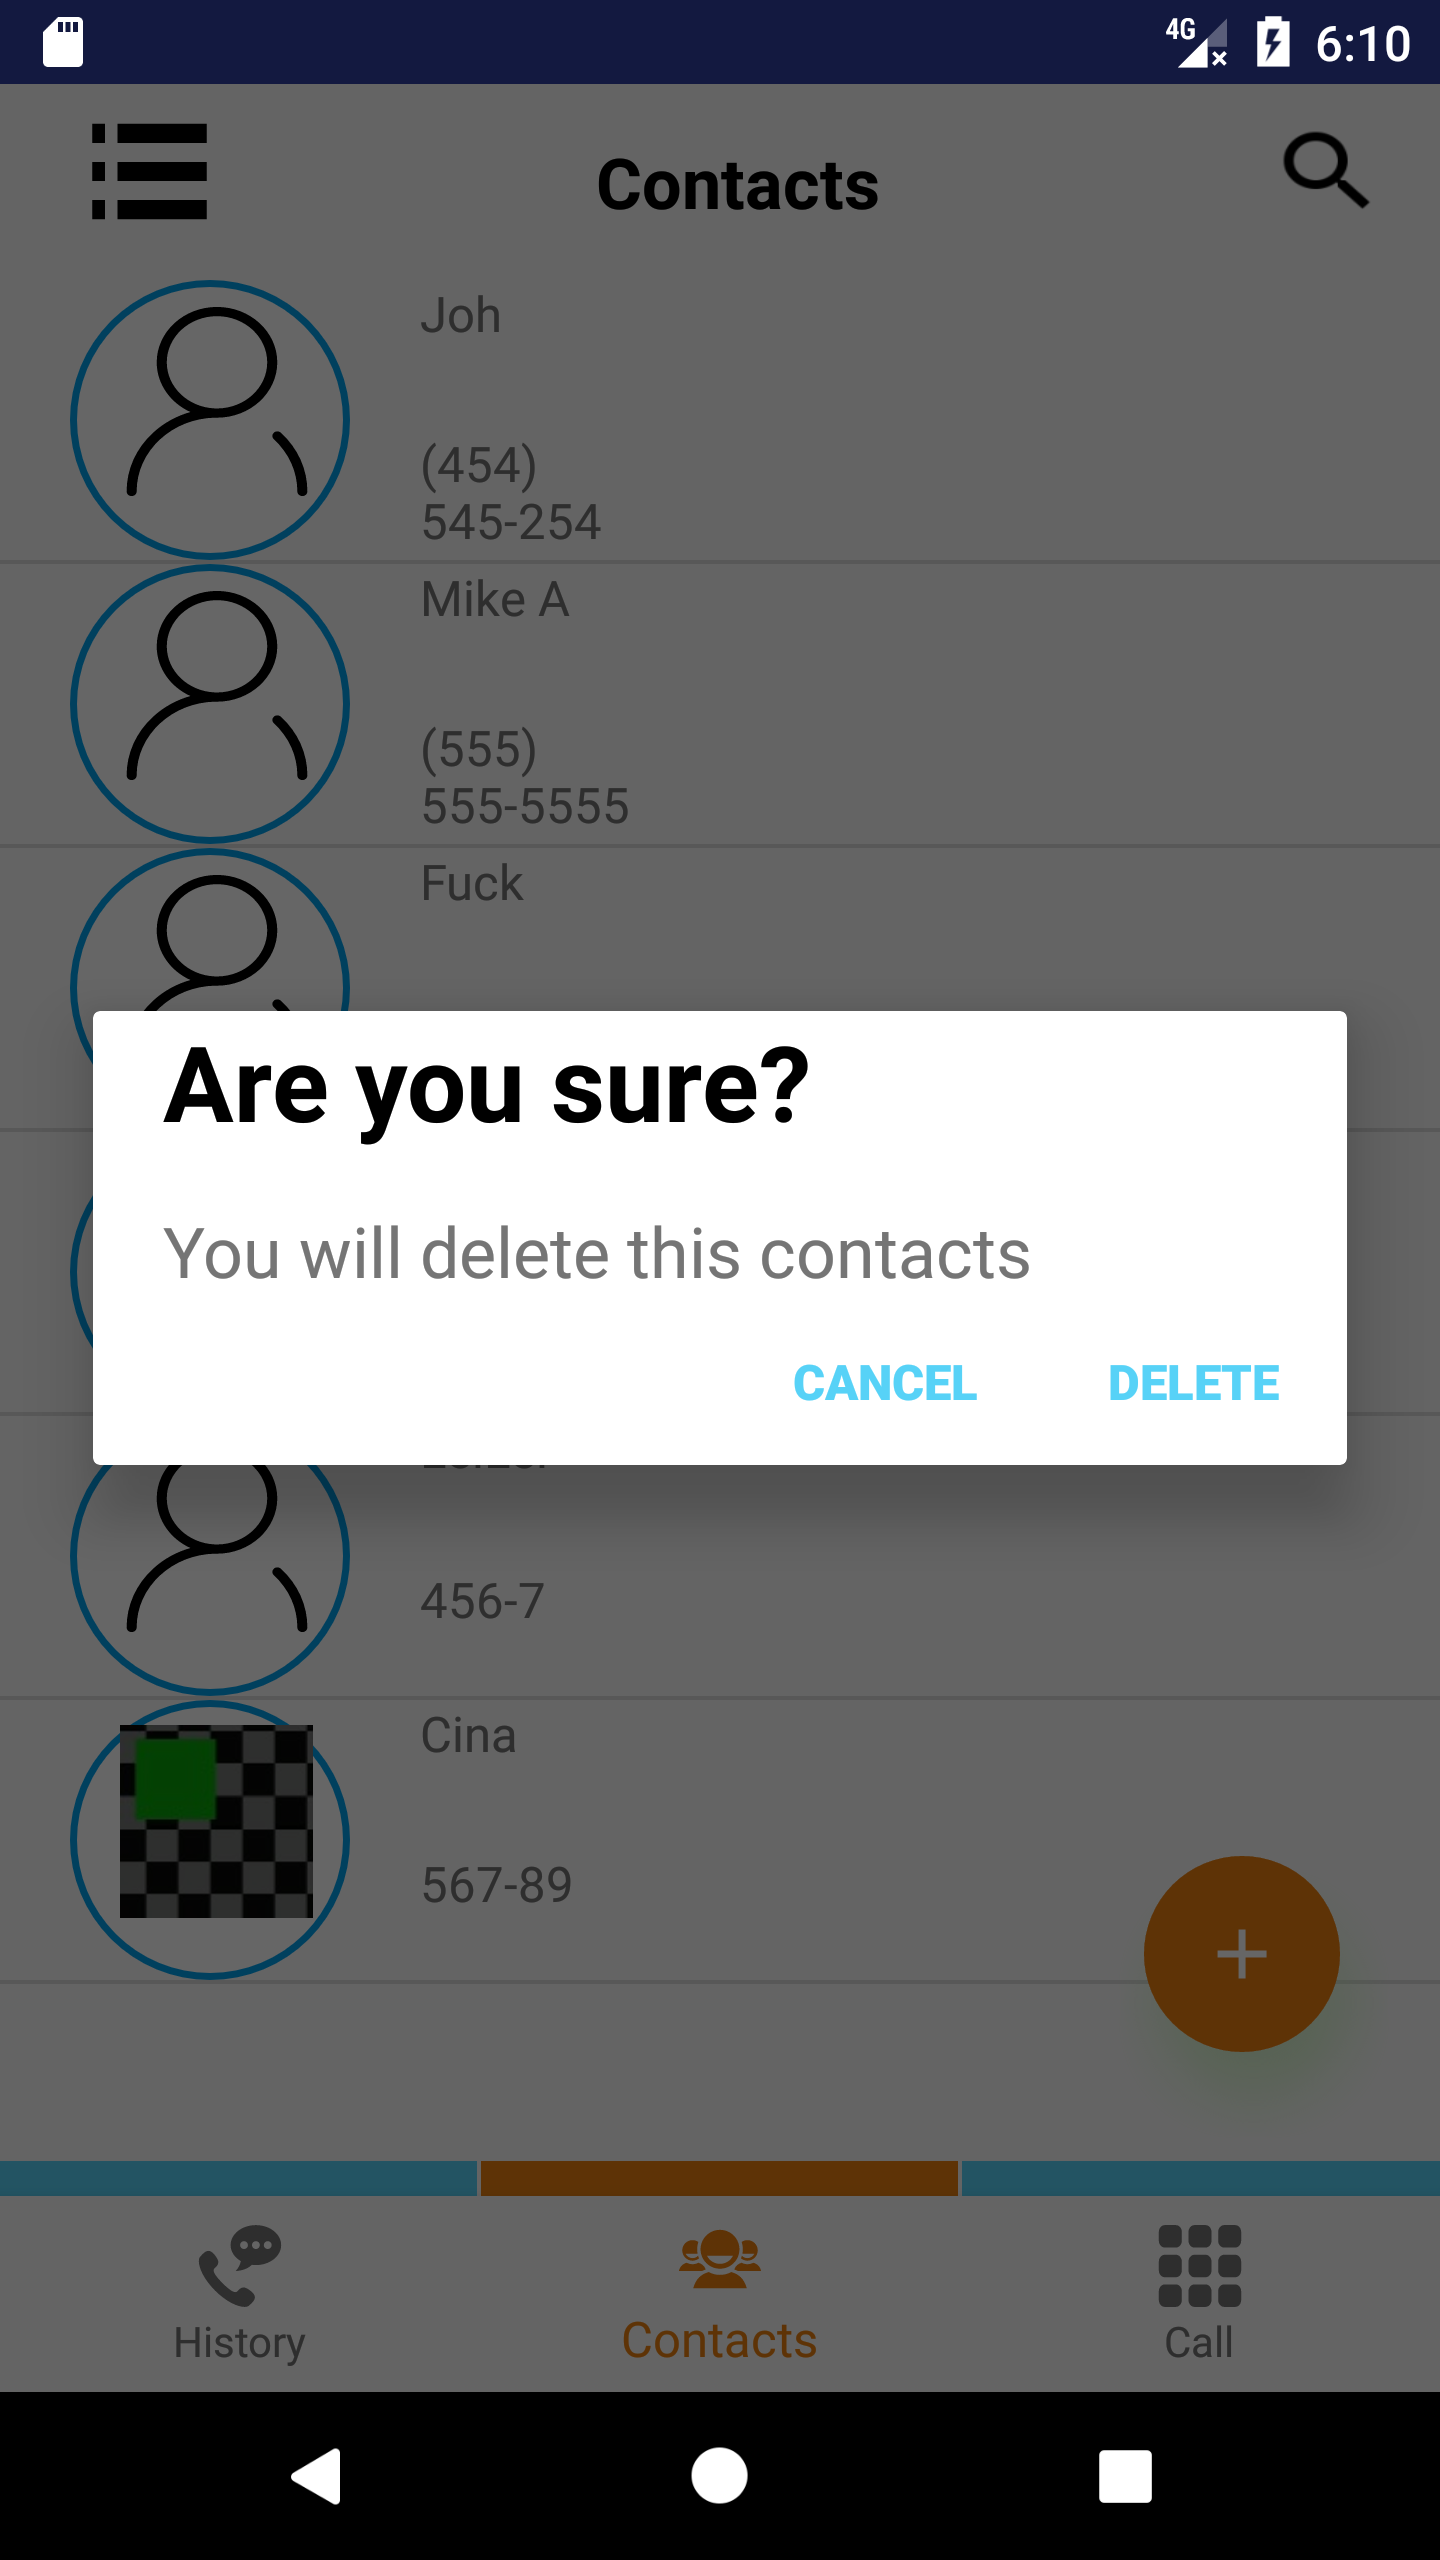 4G 6:10
Contacts
Joh
(454)
545-254
Mike A
(555)
555-5555
Fuck
Are you sure?
You will delete this contacts
CANCEL DELETE
456-7
Cina
567-89
History Contacts Call